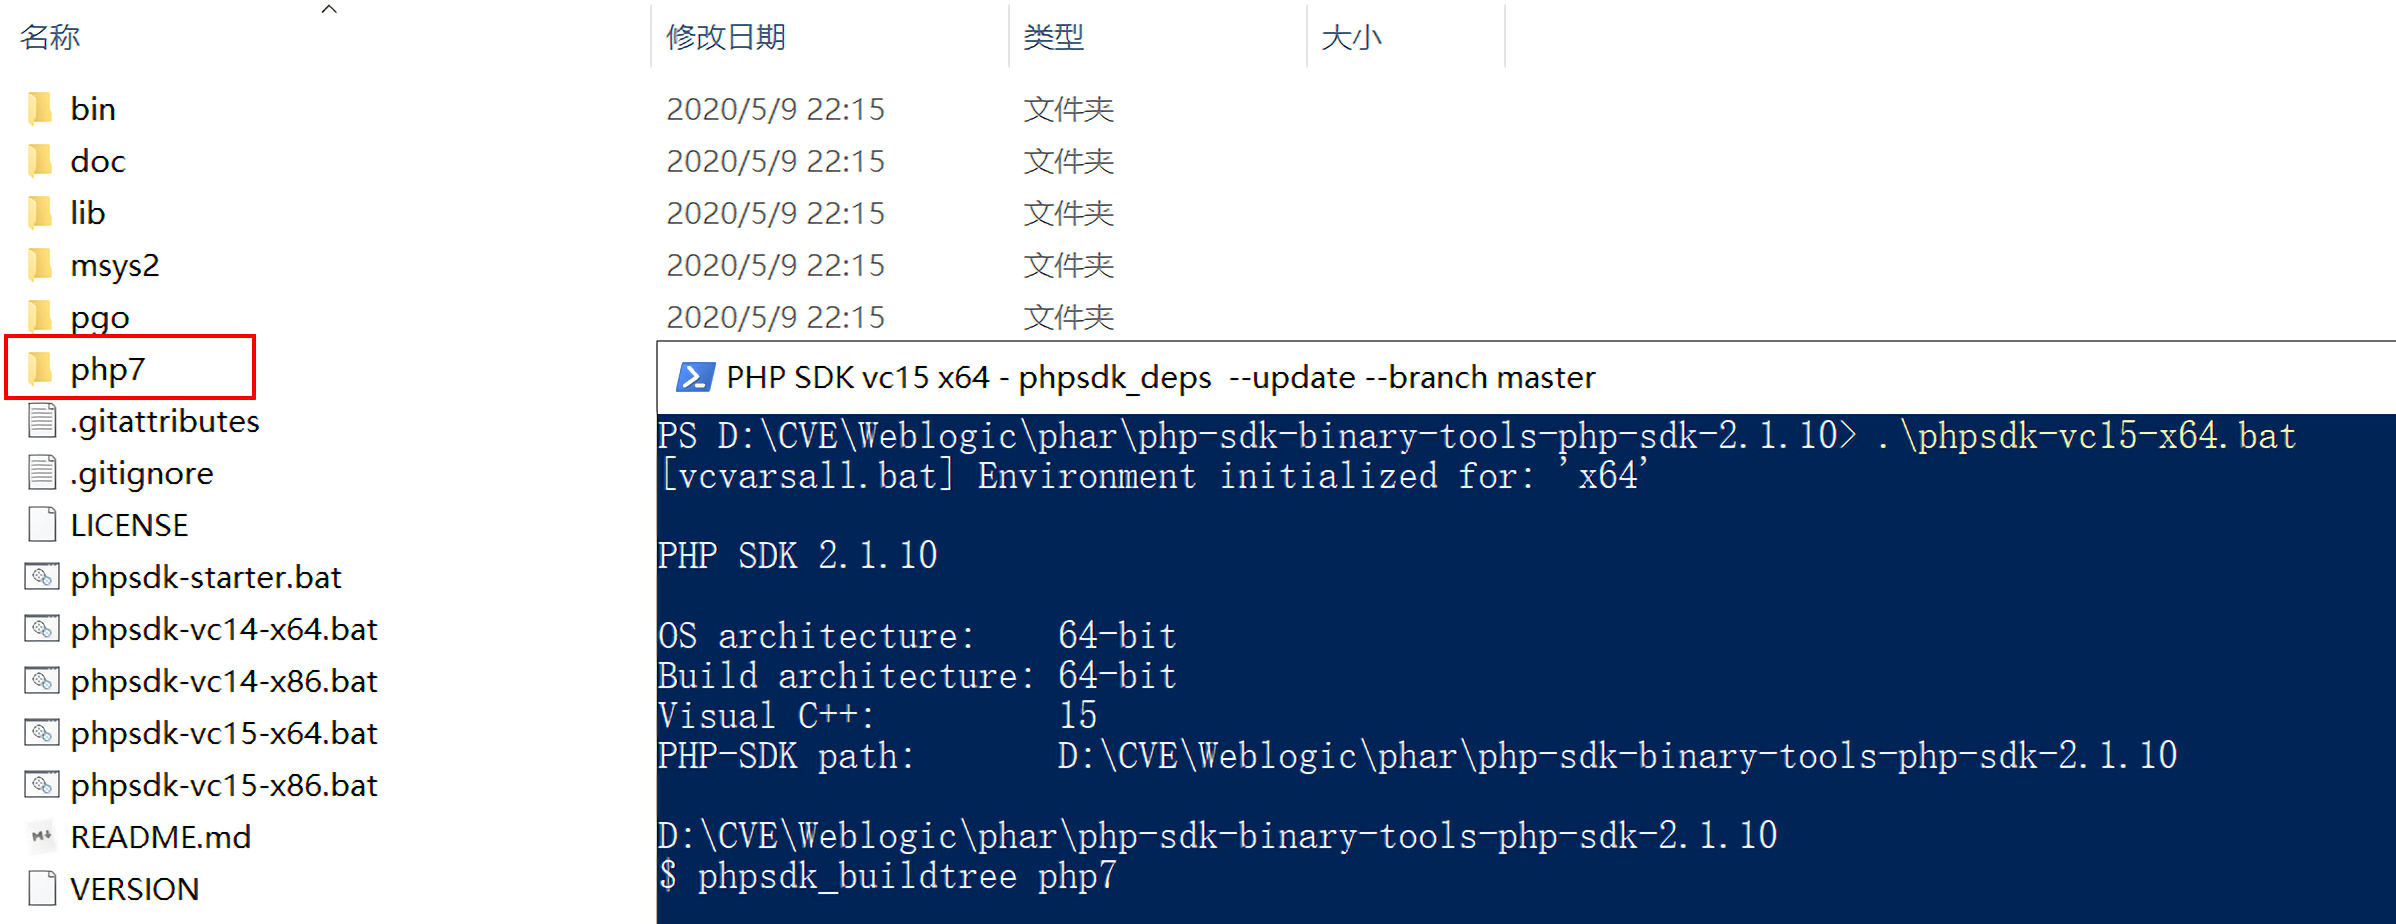 名称 修改日期 类型 大小
bin 2020/5/9 22:15 文件夹
doc 2020/5/9 22:15 文件夹
lib 2020/5/9 22:15 文件夹
msys2 2020/5/9 22:15 文件夹
pgo 2020/5/9 22:15 文件夹
php7
.gitattributes
.gitignore
LICENSE
phpsdk-starter.bat
phpsdk-vc14-x64.bat
phpsdk-vc14-x86.bat
phpsdk-vc15-x64.bat
phpsdk-vc15-x86.bat
README.md
VERSION
PHP SDK vc15 x64 - phpsdk_deps  --update --branch master
PS D:\CVE\Weblogic\phar\php-sdk-binary-tools-php-sdk-2.1.10> .\phpsdk-vc15-x64.bat
[vcvarsall.bat] Environment initialized for: 'x64'
PHP SDK 2.1.10
OS architecture:    64-bit
Build architecture: 64-bit
Visual C++:         15
PHP-SDK path:       D:\CVE\Weblogic\phar\php-sdk-binary-tools-php-sdk-2.1.10
D:\CVE\Weblogic\phar\php-sdk-binary-tools-php-sdk-2.1.10
$ phpsdk_buildtree php7